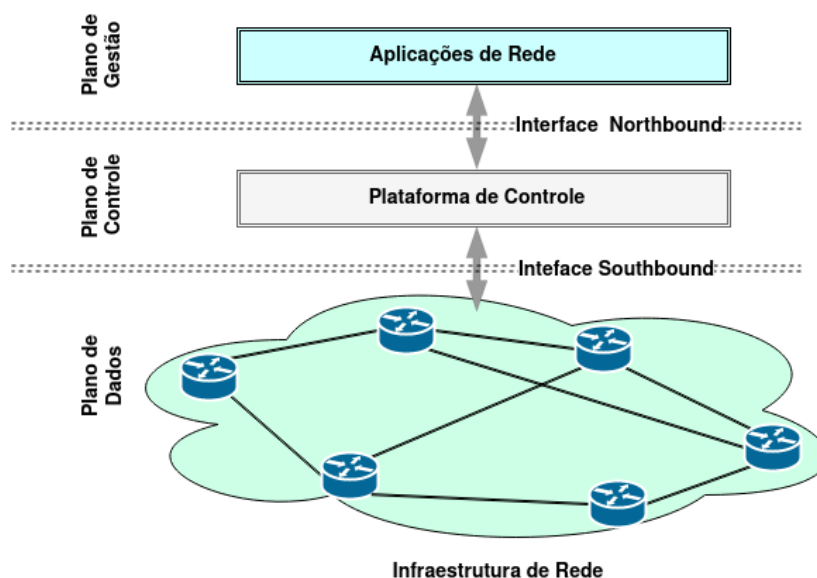 Plano de
Gestão
Aplicações de Rede
Interface Northbound
Plano de
Controle
Plataforma de Controle
Inteface Southbound
Plano de
Dados
Infraestrutura de Rede